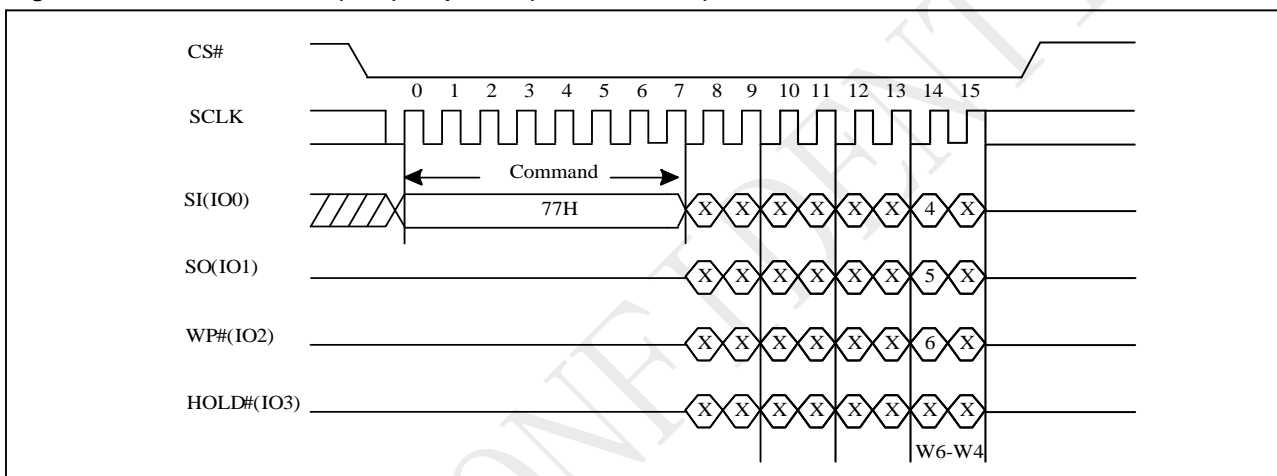 CS#
0 1 2 3 4 5 6 7 8 9 10 11 12 13 14 15
SCLK
Command
SI(IO0) 77H X X X X X X 4 X
SO(IO1) X X X X X X 5 X
WP#(IO2) X X X X X X 6 X
HOLD#(IO3) X X X X X X X X
W6-W4